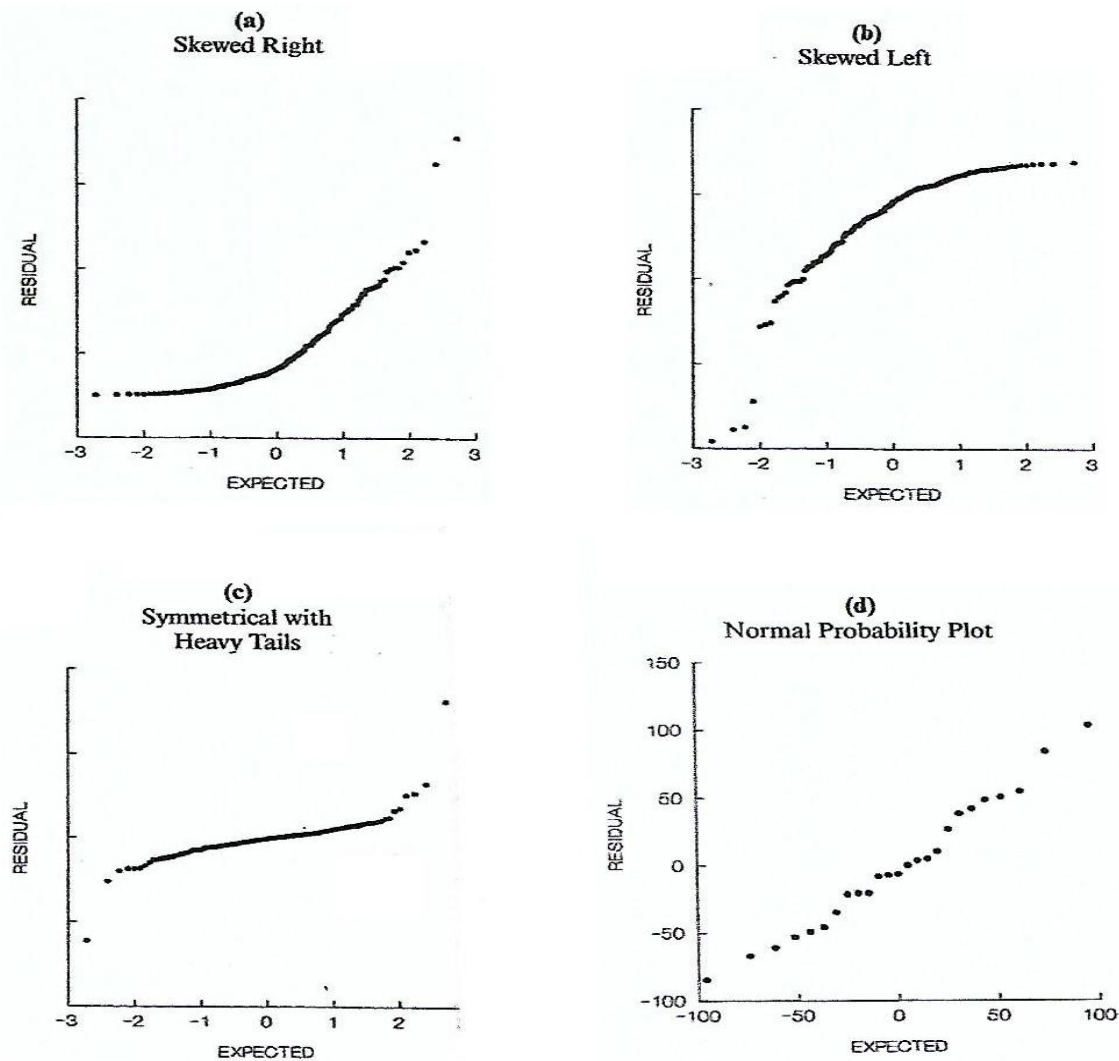 (a)
Skewed Right
RESIDUAL
-3 -2 -1 0 1 2 3
EXPECTED
(b)
Skewed Left
RESIDUAL
-3 -2 -1 0 1 2 3
EXPECTED
(c)
Symmetrical with
Heavy Tails
RESIDUAL
-3 -2 -1 0 1 2
EXPECTED
(d)
Normal Probability Plot
150
100
50
0
-50
-100
RESIDUAL
-100 -50 0 50 100
EXPECTED